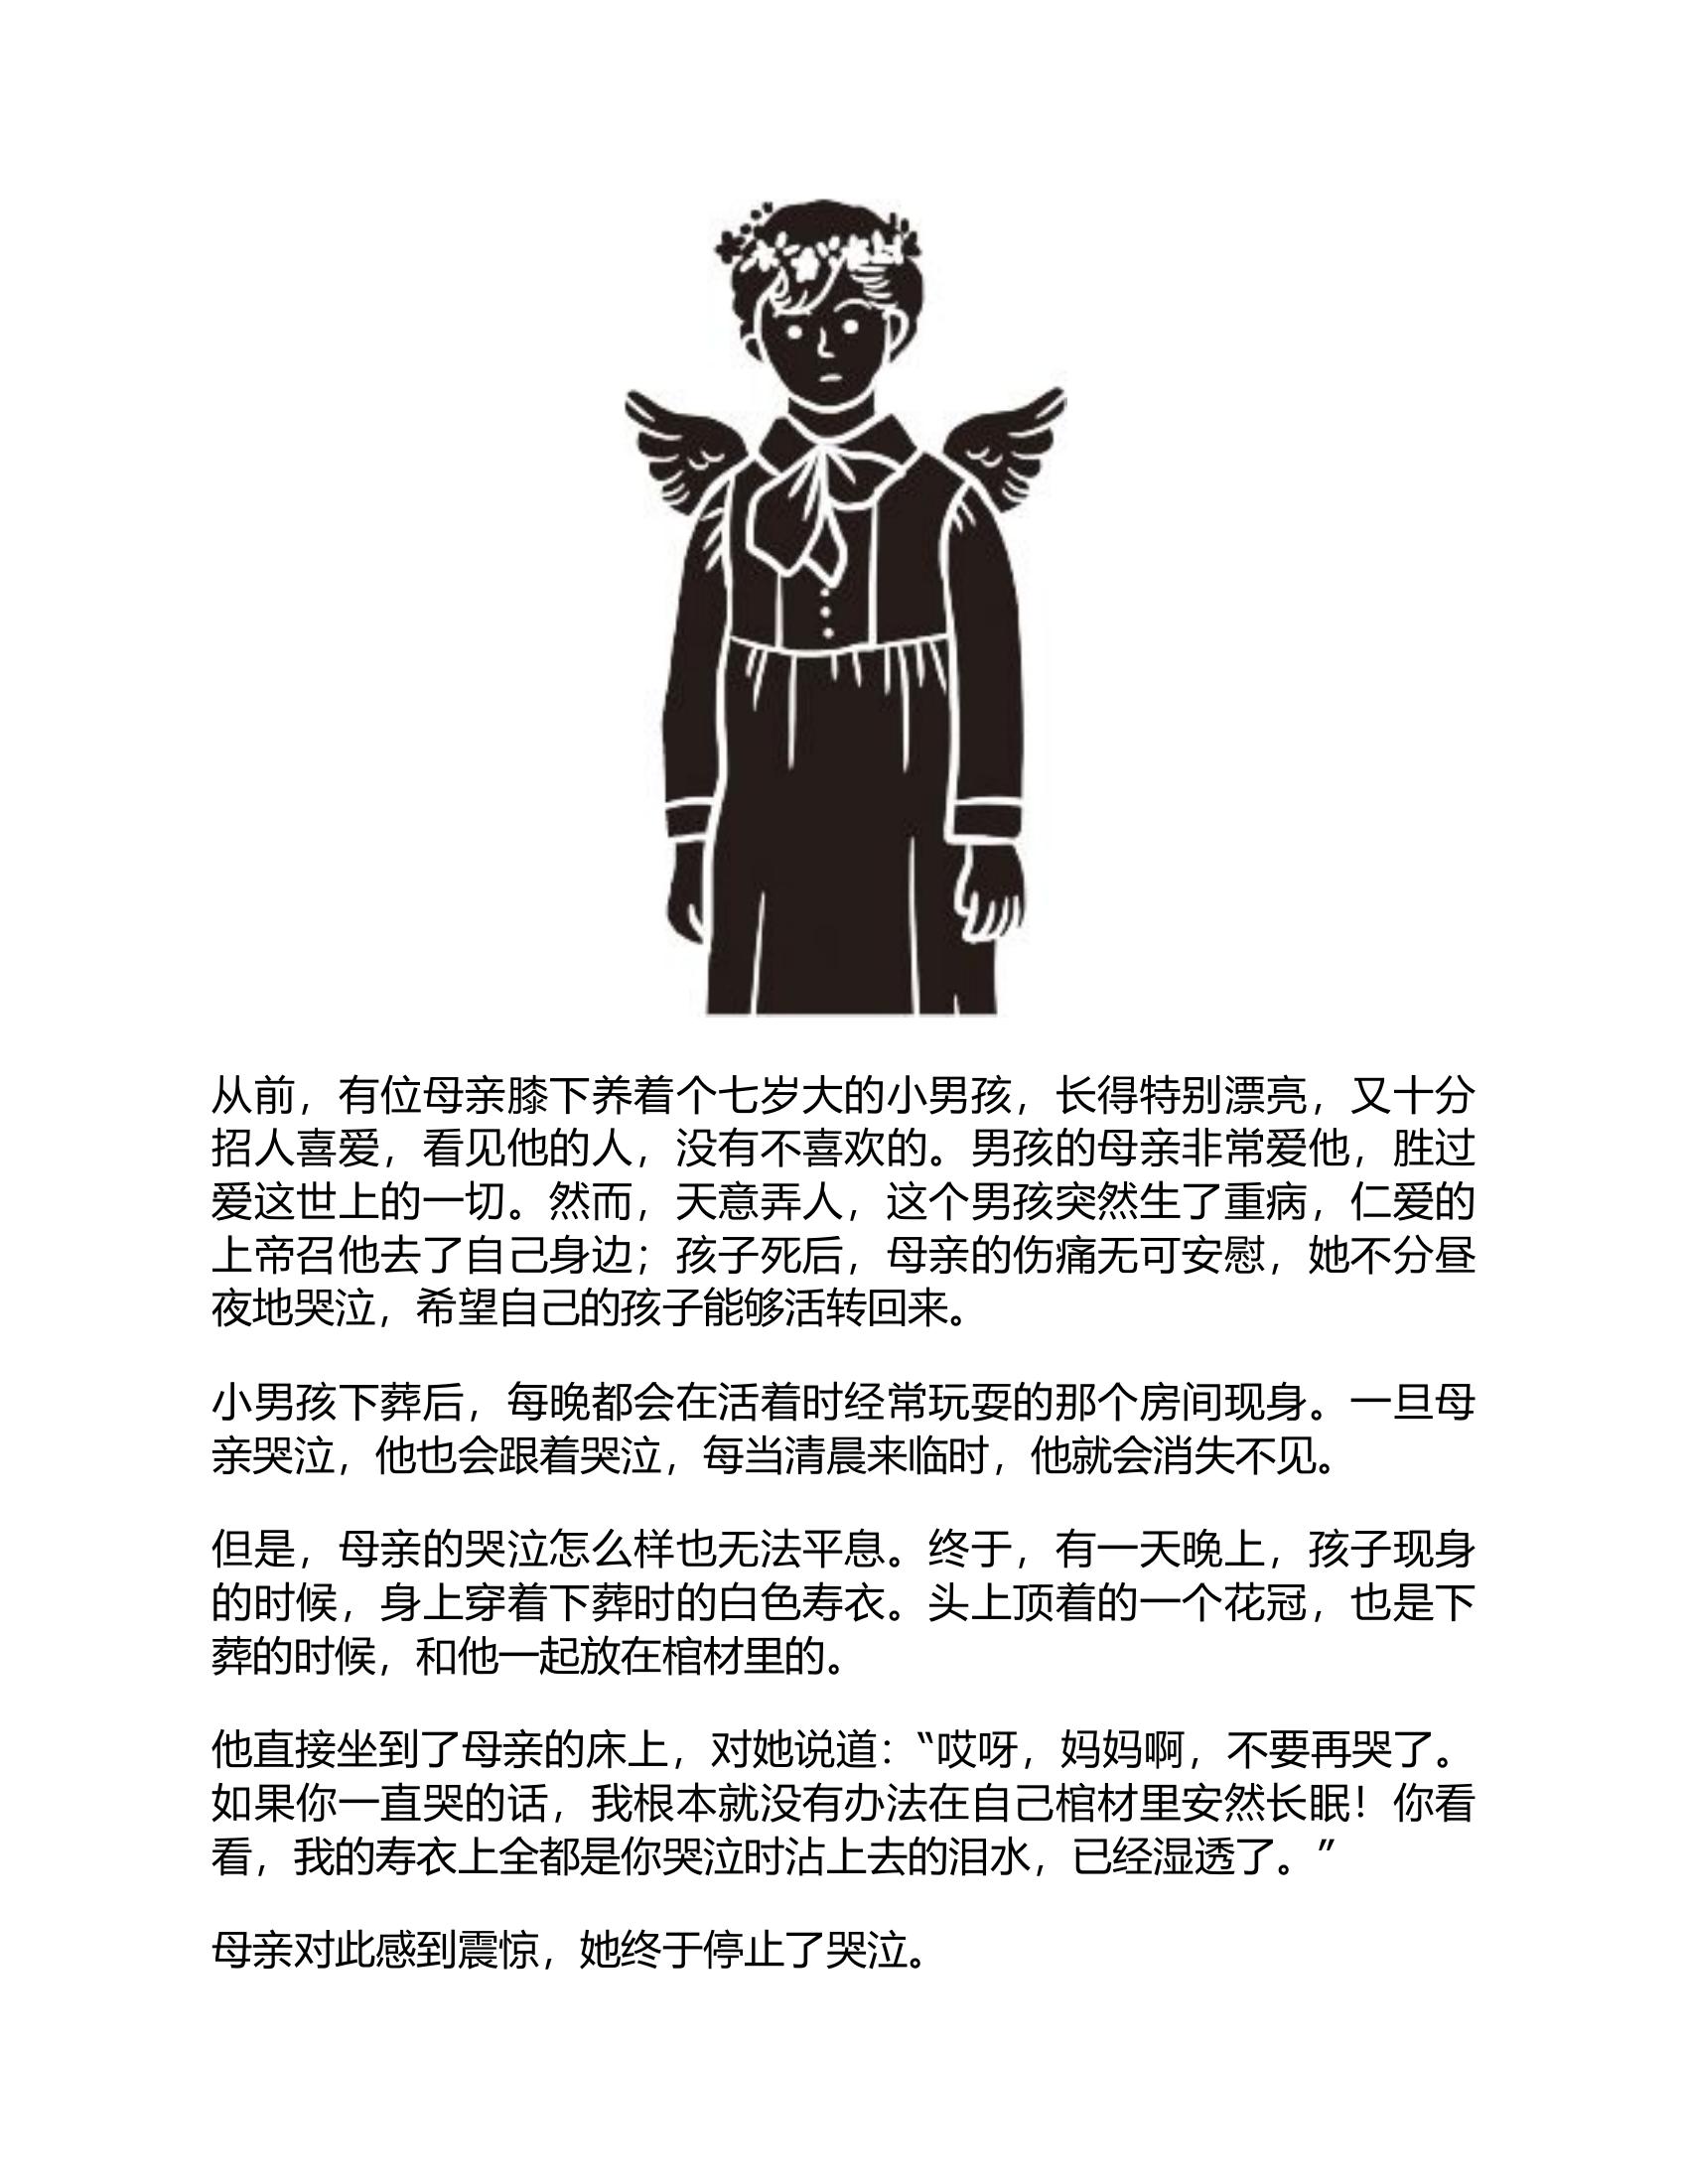 从前，有位母亲膝下养着个七岁大的小男孩，长得特别漂亮，又十分
招人喜爱，看见他的人，没有不喜欢的。男孩的母亲非常爱他，胜过
爱这世上的一切。然而，天意弄人，这个男孩突然生了重病，仁爱的
上帝召他去了自己身边；孩子死后，母亲的伤痛无可安慰，她不分昼
夜地哭泣，希望自己的孩子能够活转回来。
小男孩下葬后，每晚都会在活着时经常玩耍的那个房间现身。一旦母
亲哭泣，他也会跟着哭泣，每当清晨来临时，他就会消失不见。
但是，母亲的哭泣怎么样也无法平息。终于，有一天晚上，孩子现身
的时候，身上穿着下葬时的白色寿衣。头上顶着的一个花冠，也是下
葬的时候，和他一起放在棺材里的。
他直接坐到了母亲的床上，对她说道：“哎呀，妈妈啊，不要再哭了。
如果你一直哭的话，我根本就没有办法在自己棺材里安然长眠！你看
看，我的寿衣上全都是你哭泣时沾上去的泪水，已经湿透了。”
母亲对此感到震惊，她终于停止了哭泣。